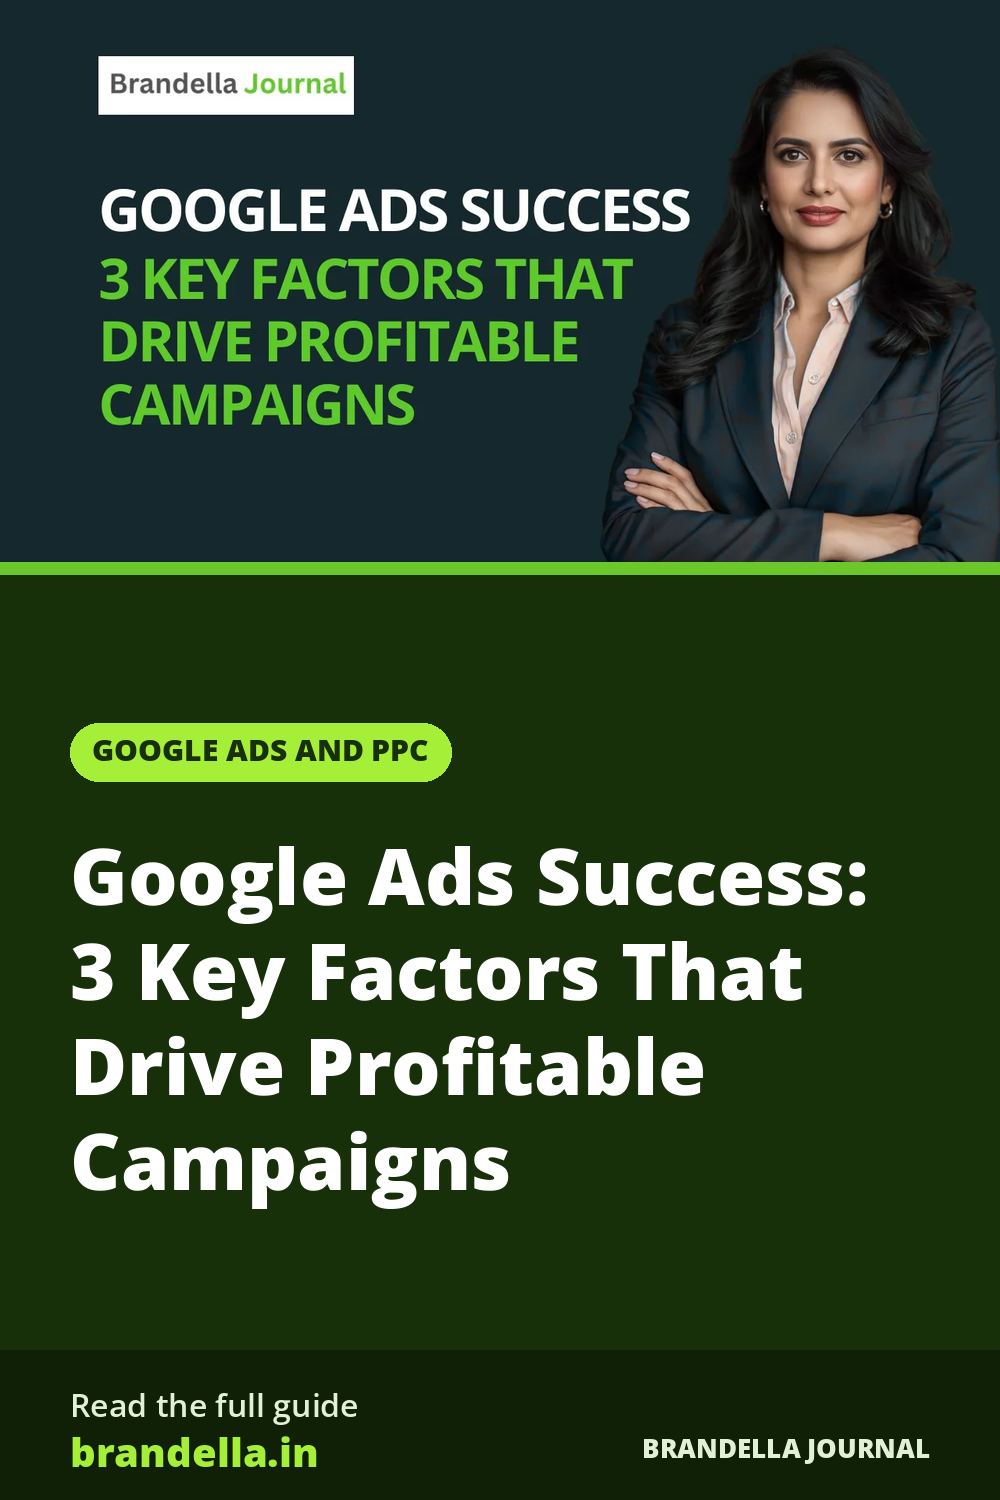 Brandella Journal
GOOGLE ADS SUCCESS
3 KEY FACTORS THAT
DRIVE PROFITABLE
CAMPAIGNS
GOOGLE ADS AND PPC
Google Ads Success:
3 Key Factors That
Drive Profitable
Campaigns
Read the full guide
brandella.in
BRANDELLA JOURNAL